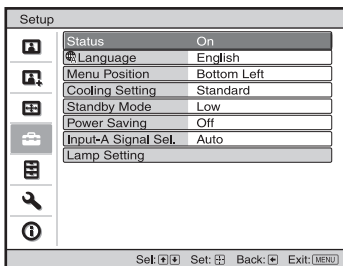 Setup
Status On
Language English
Menu Position Bottom Left
Cooling Setting Standard
Standby Mode Low
Power Saving Off
Input-A Signal Sel. Auto
Lamp Setting
Sel: Set: Back: Exit: MENU